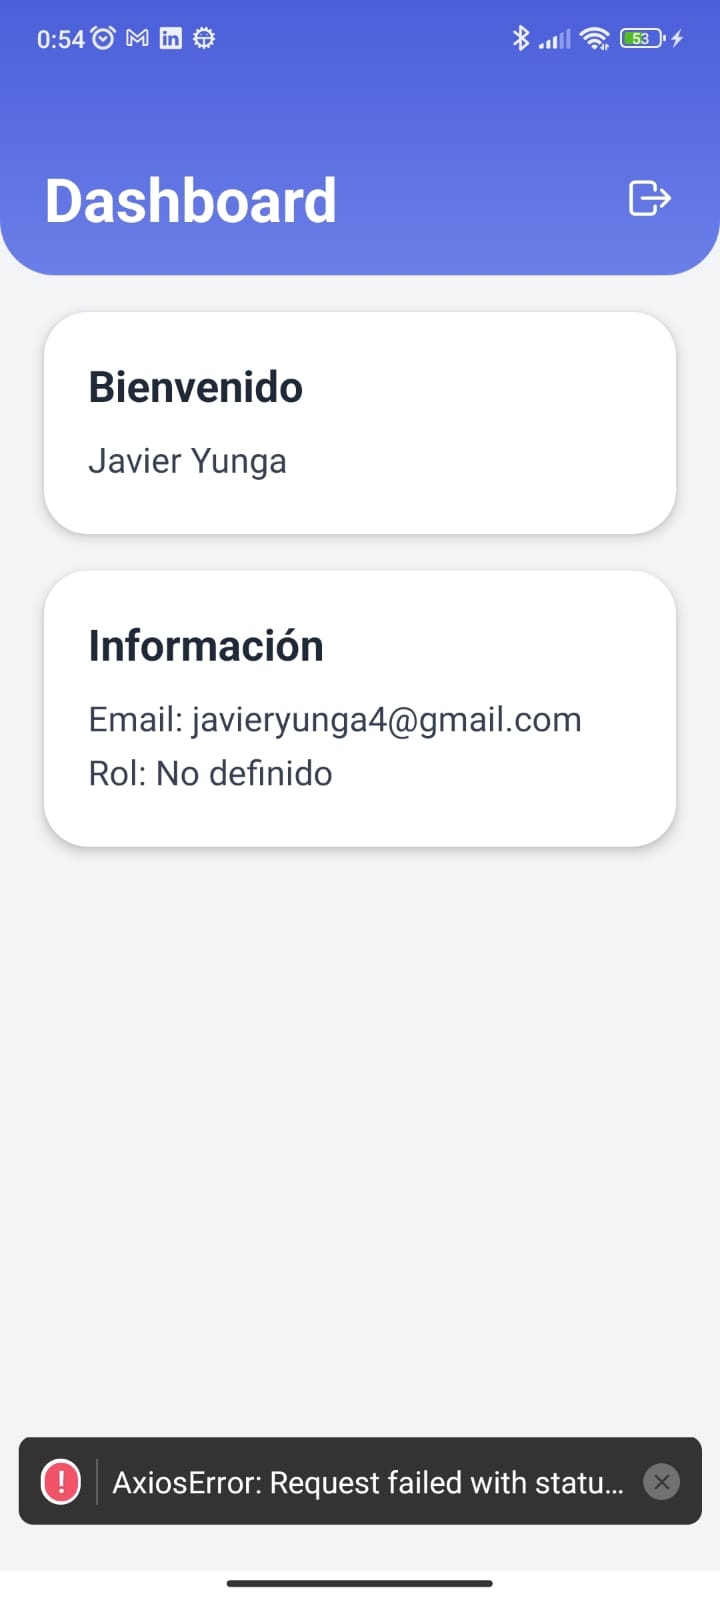 0:54
53
Dashboard
Bienvenido
Javier Yunga
Información
Email: javieryunga4@gmail.com
Rol: No definido
AxiosError: Request failed with statu...